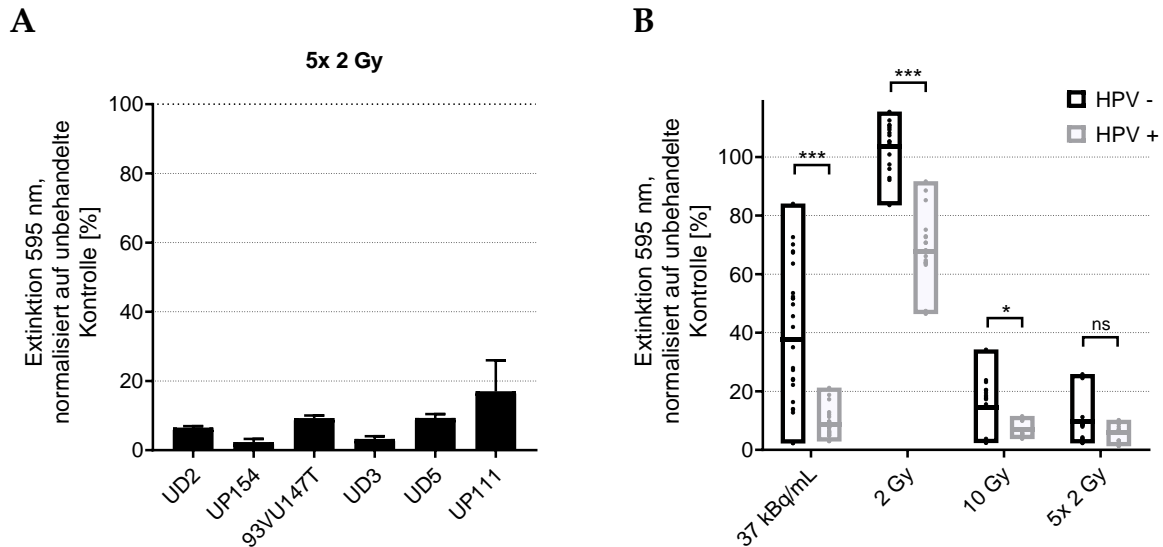 A
5x 2 Gy
Extinktion 595 nm,
normalisiert auf unbehandelte
Kontrolle [%]
100
80
60
40
20
0
UD2
UP154
93VU147T
UD3
UD5
UP111
B
HPV -
HPV +
Extinktion 595 nm,
normalisiert auf unbehandelte
Kontrolle [%]
100
80
60
40
20
0
***
***
*
ns
37 kBq/mL
2 Gy
10 Gy
5x 2 Gy